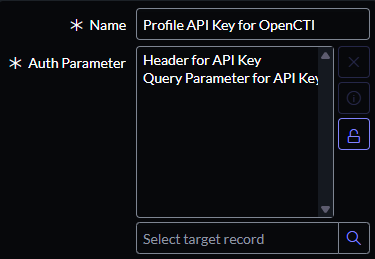 Name
Profile API Key for OpenCTI
Auth Parameter
Header for API Key
Query Parameter for API Key
Select target record